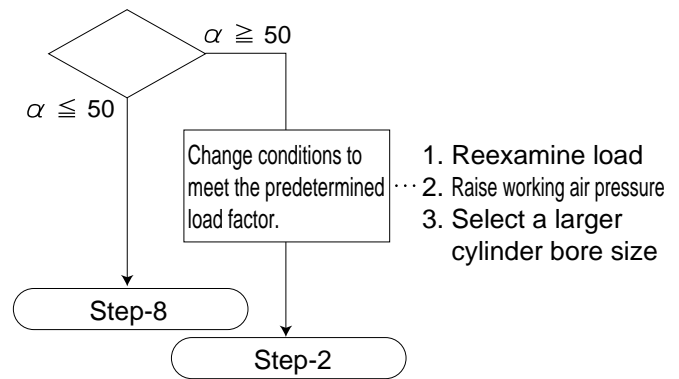 α ≧ 50
α ≦ 50
Change conditions to
meet the predetermined
load factor.
··· 
1. Reexamine load
2. Raise working air pressure
3. Select a larger
cylinder bore size
Step-8
Step-2